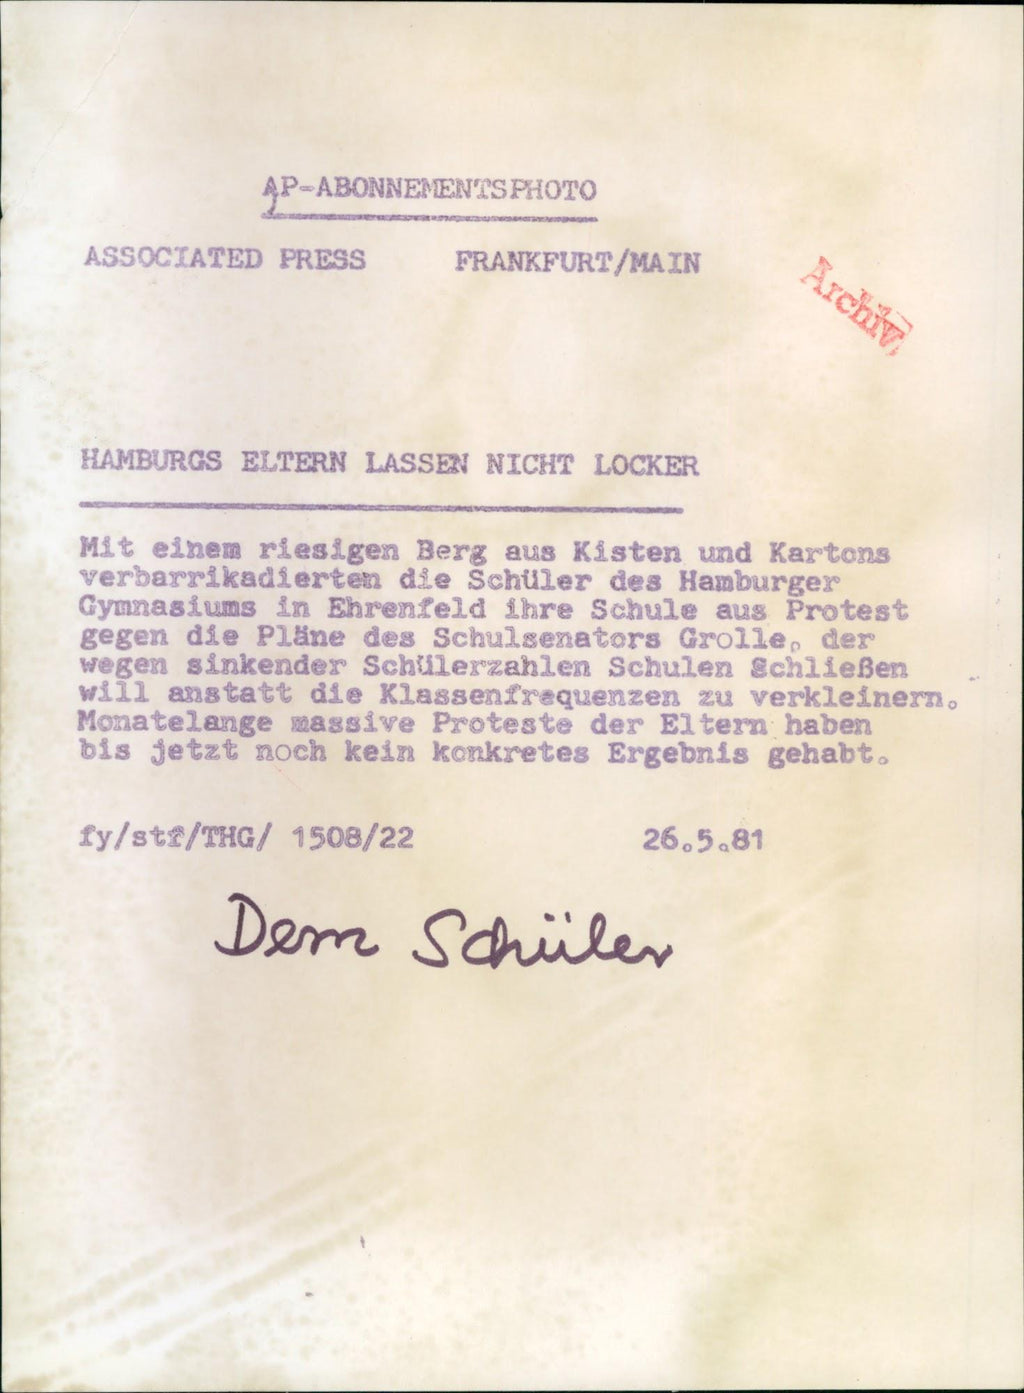 AP-ABONNEMENTSPHOTO
ASSOCIATED PRESS FRANKFURT/MAIN
Archiv
HAMBURGS ELTERN LASSEN NICHT LOCKER
Mit einem riesigen Berg aus Kisten und Kartons
verbarrikadierten die Schüler des Hamburger
Gymnasiums in Ehrenfeld ihre Schule aus Protest
gegen die Pläne des Schulsenators Grolle, der
wegen sinkender Schülerzahlen Schulen Schließen
will anstatt die Klassenfrequenzen zu verkleinern.
Monatelange massive Proteste der Eltern haben
bis jetzt noch kein konkretes Ergebnis gehabt.
fy/stf/THG/ 1508/22 26.5.81
Dem Schüler